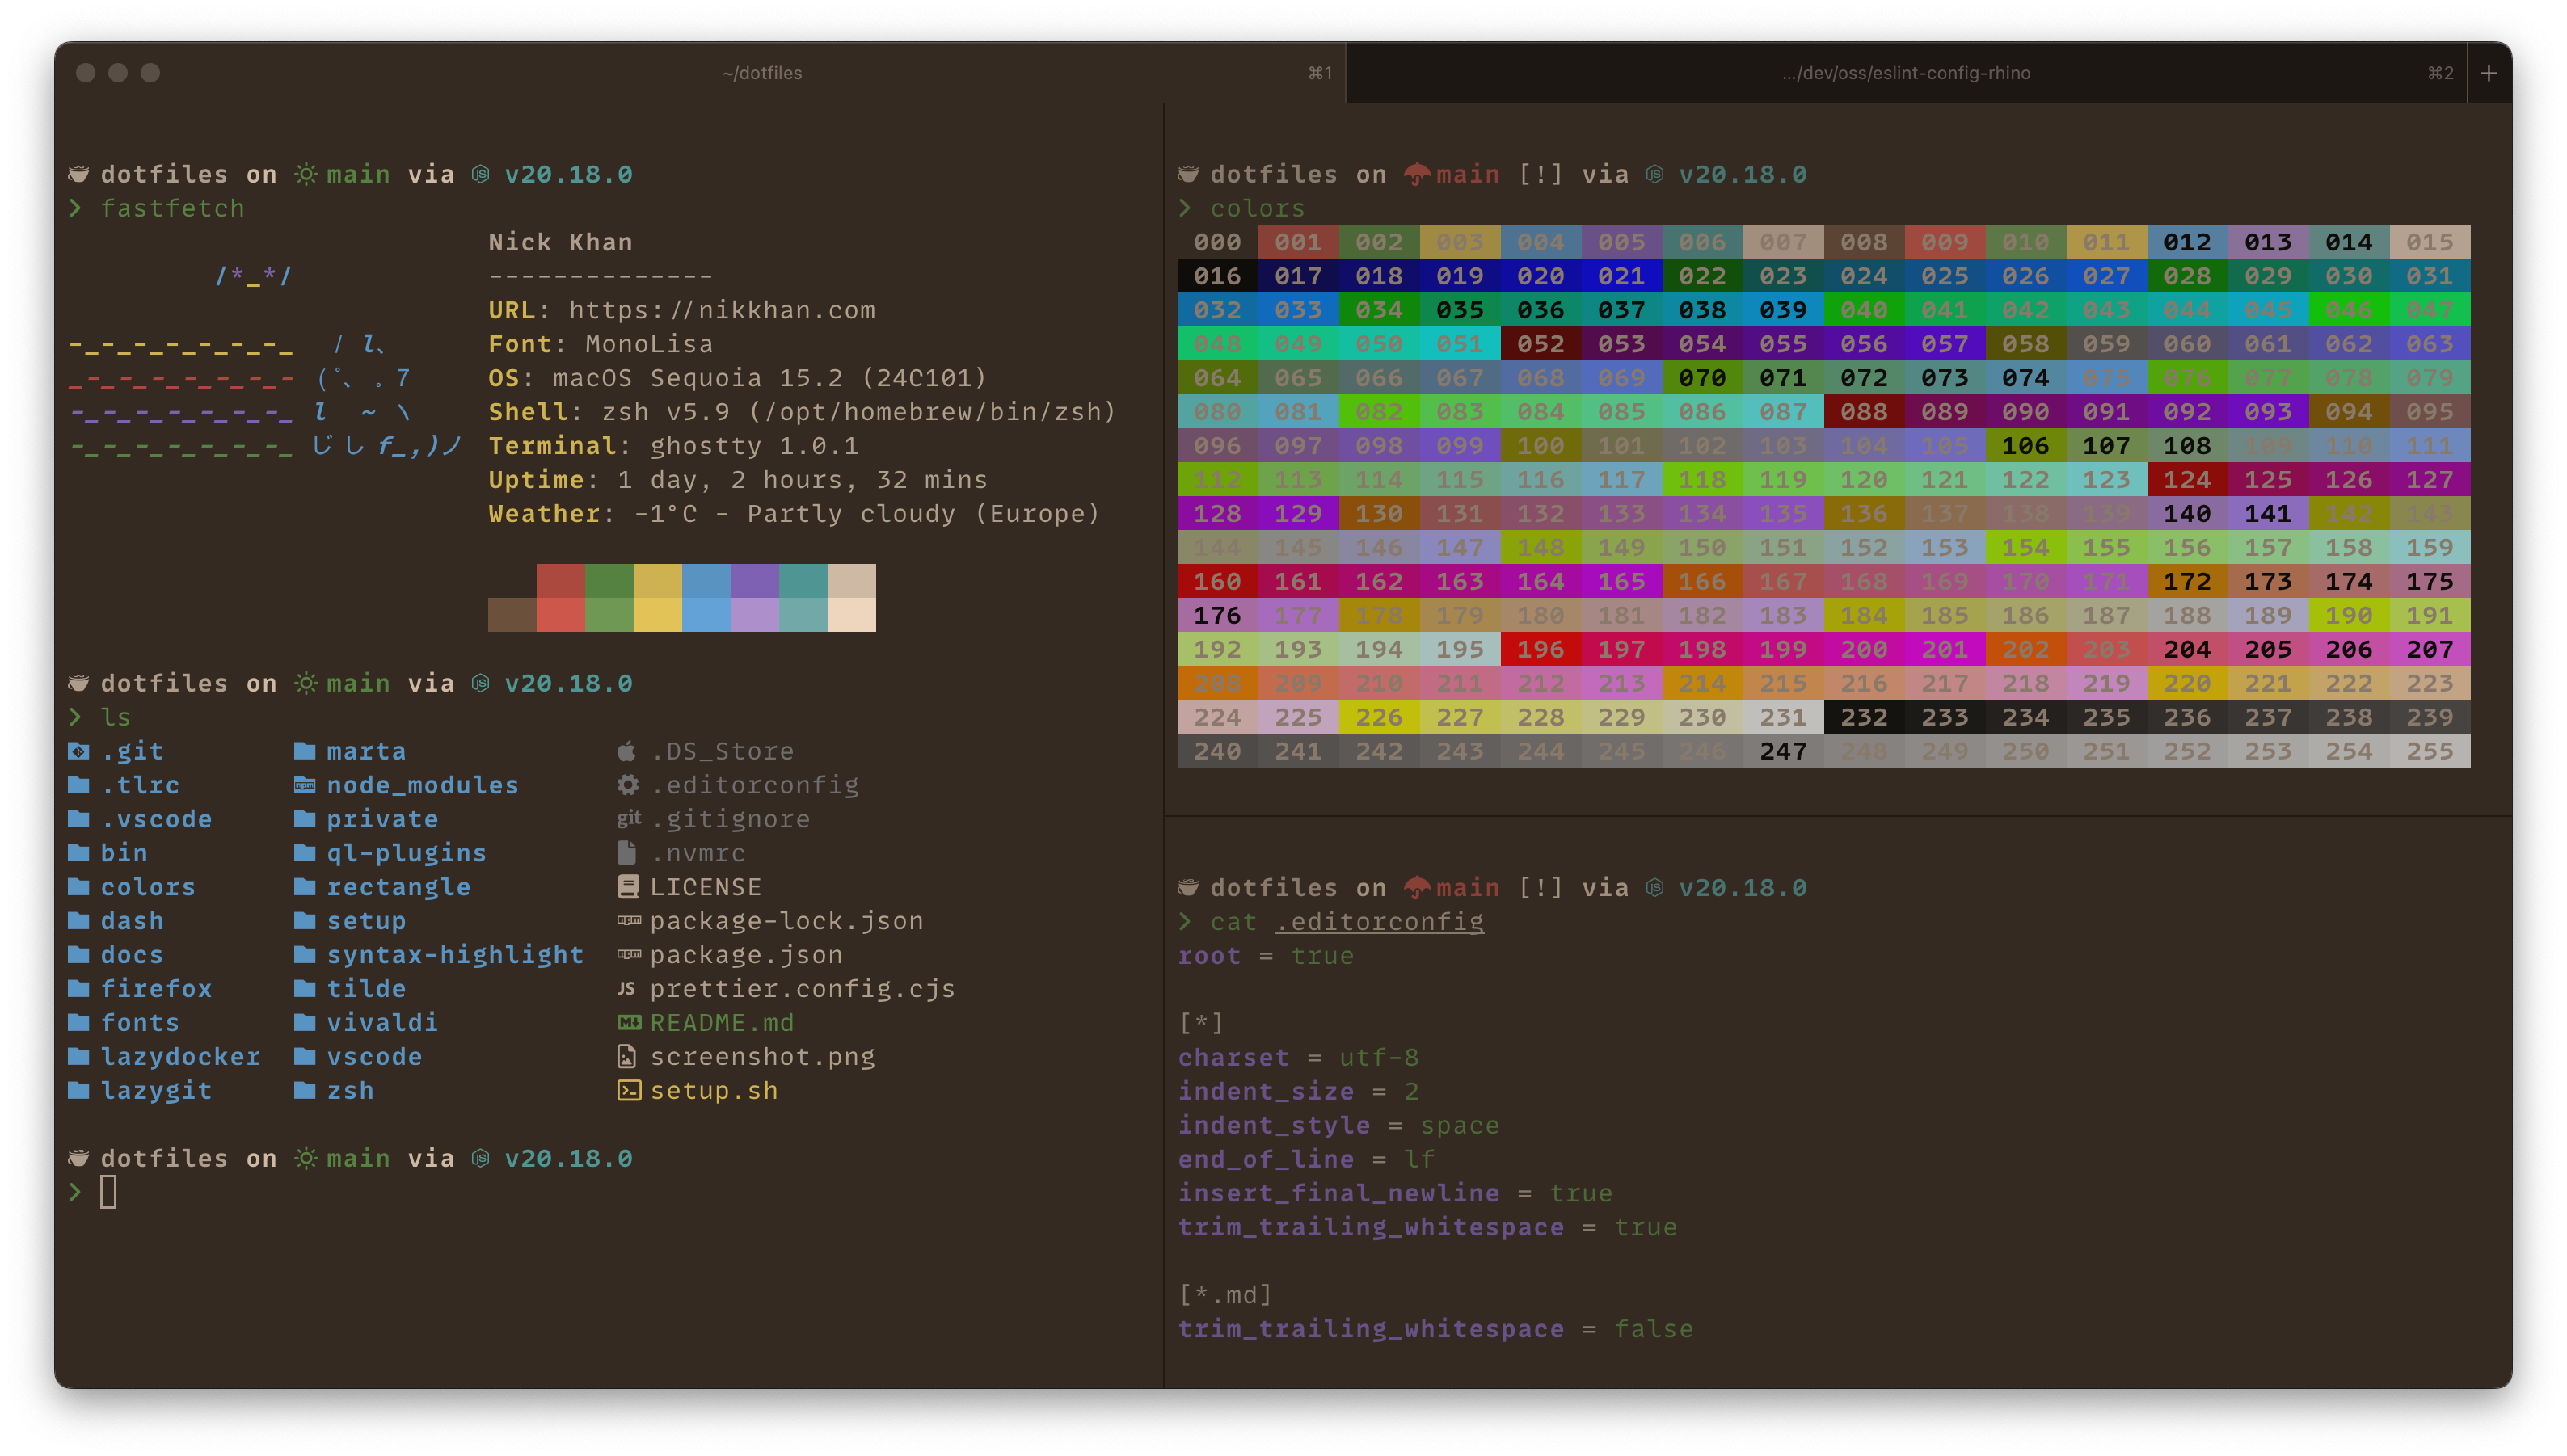 ~/dotfiles ⌘1
…/dev/oss/eslint-config-rhino ⌘2 +
dotfiles on main via v20.18.0
❯ fastfetch
Nick Khan
--------------
/*_*/
URL: https://nikkhan.com
-_-_-_-_-_-_-_ / l、 Font: MonoLisa
_-_-_-_-_-_-_- (゚、 。7 OS: macOS Sequoia 15.2 (24C101)
-_-_-_-_-_-_-_ l ~ ヽ Shell: zsh v5.9 (/opt/homebrew/bin/zsh)
-_-_-_-_-_-_-_ じし f_,)ノ Terminal: ghostty 1.0.1
Uptime: 1 day, 2 hours, 32 mins
Weather: -1°C - Partly cloudy (Europe)
dotfiles on main via v20.18.0
❯ ls
.git marta .DS_Store
.tlrc node_modules .editorconfig
.vscode private git .gitignore
bin ql-plugins .nvmrc
colors rectangle LICENSE
dash setup package-lock.json
docs syntax-highlight package.json
firefox tilde JS prettier.config.cjs
fonts vivaldi README.md
lazydocker vscode screenshot.png
lazygit zsh setup.sh
dotfiles on main via v20.18.0
❯
dotfiles on main [!] via v20.18.0
❯ colors
000 001 002 003 004 005 006 007 008 009 010 011 012 013 014 015
016 017 018 019 020 021 022 023 024 025 026 027 028 029 030 031
032 033 034 035 036 037 038 039 040 041 042 043 044 045 046 047
048 049 050 051 052 053 054 055 056 057 058 059 060 061 062 063
064 065 066 067 068 069 070 071 072 073 074 075 076 077 078 079
080 081 082 083 084 085 086 087 088 089 090 091 092 093 094 095
096 097 098 099 100 101 102 103 104 105 106 107 108 109 110 111
112 113 114 115 116 117 118 119 120 121 122 123 124 125 126 127
128 129 130 131 132 133 134 135 136 137 138 139 140 141 142 143
144 145 146 147 148 149 150 151 152 153 154 155 156 157 158 159
160 161 162 163 164 165 166 167 168 169 170 171 172 173 174 175
176 177 178 179 180 181 182 183 184 185 186 187 188 189 190 191
192 193 194 195 196 197 198 199 200 201 202 203 204 205 206 207
208 209 210 211 212 213 214 215 216 217 218 219 220 221 222 223
224 225 226 227 228 229 230 231 232 233 234 235 236 237 238 239
240 241 242 243 244 245 246 247 248 249 250 251 252 253 254 255
dotfiles on main [!] via v20.18.0
❯ cat .editorconfig
root = true
[*]
charset = utf-8
indent_size = 2
indent_style = space
end_of_line = lf
insert_final_newline = true
trim_trailing_whitespace = true
[*.md]
trim_trailing_whitespace = false